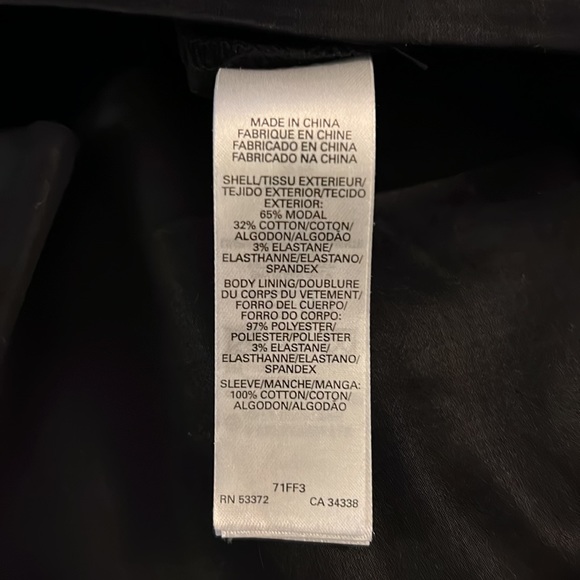 MADE IN CHINA
FABRIQUE EN CHINE
FABRICADO EN CHINA
FABRICADO NA CHINA
SHELL/TISSU EXTERIEUR/
TEJIDO EXTERIOR/TECIDO
EXTERIOR:
65% MODAL
32% COTTON/COTON/
ALGODON/ALGODÃO
3% ELASTANE/
ELASTHANNE/ELASTANO/
SPANDEX
BODY LINING/DOUBLURE
DU CORPS DU VETEMENT/
FORRO DEL CUERPO/
FORRO DO CORPO:
97% POLYESTER/
POLIESTER/POLIÉSTER
3% ELASTANE/
ELASTHANNE/ELASTANO/
SPANDEX
SLEEVE/MANCHE/MANGA:
100% COTTON/COTON/
ALGODON/ALGODÃO
71FF3
RN 53372 CA 34338